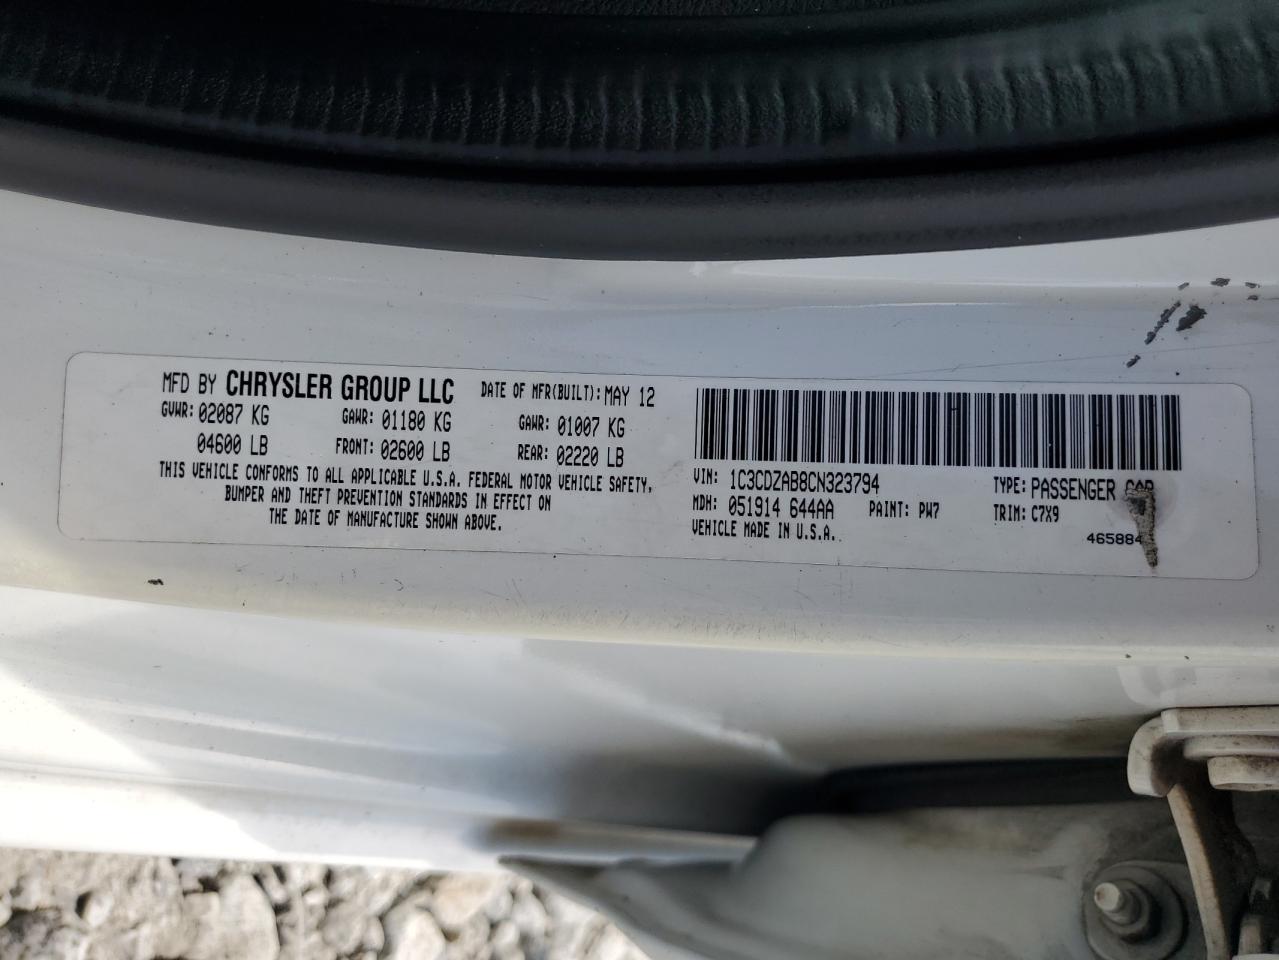 MFD BY CHRYSLER GROUP LLC DATE OF MFR(BUILT): MAY 12
GVWR: 02087 KG GAWR: 01180 KG GAWR: 01007 KG
04600 LB FRONT: 02600 LB REAR: 02220 LB
THIS VEHICLE CONFORMS TO ALL APPLICABLE U.S.A. FEDERAL MOTOR VEHICLE SAFETY,
BUMPER AND THEFT PREVENTION STANDARDS IN EFFECT ON
THE DATE OF MANUFACTURE SHOWN ABOVE.
VIN: 1C3CDZAB8CN323794 TYPE: PASSENGER CAR
MDH: 051914 644AA PAINT: PW7 TRIM: C7X9
VEHICLE MADE IN U.S.A.
465884